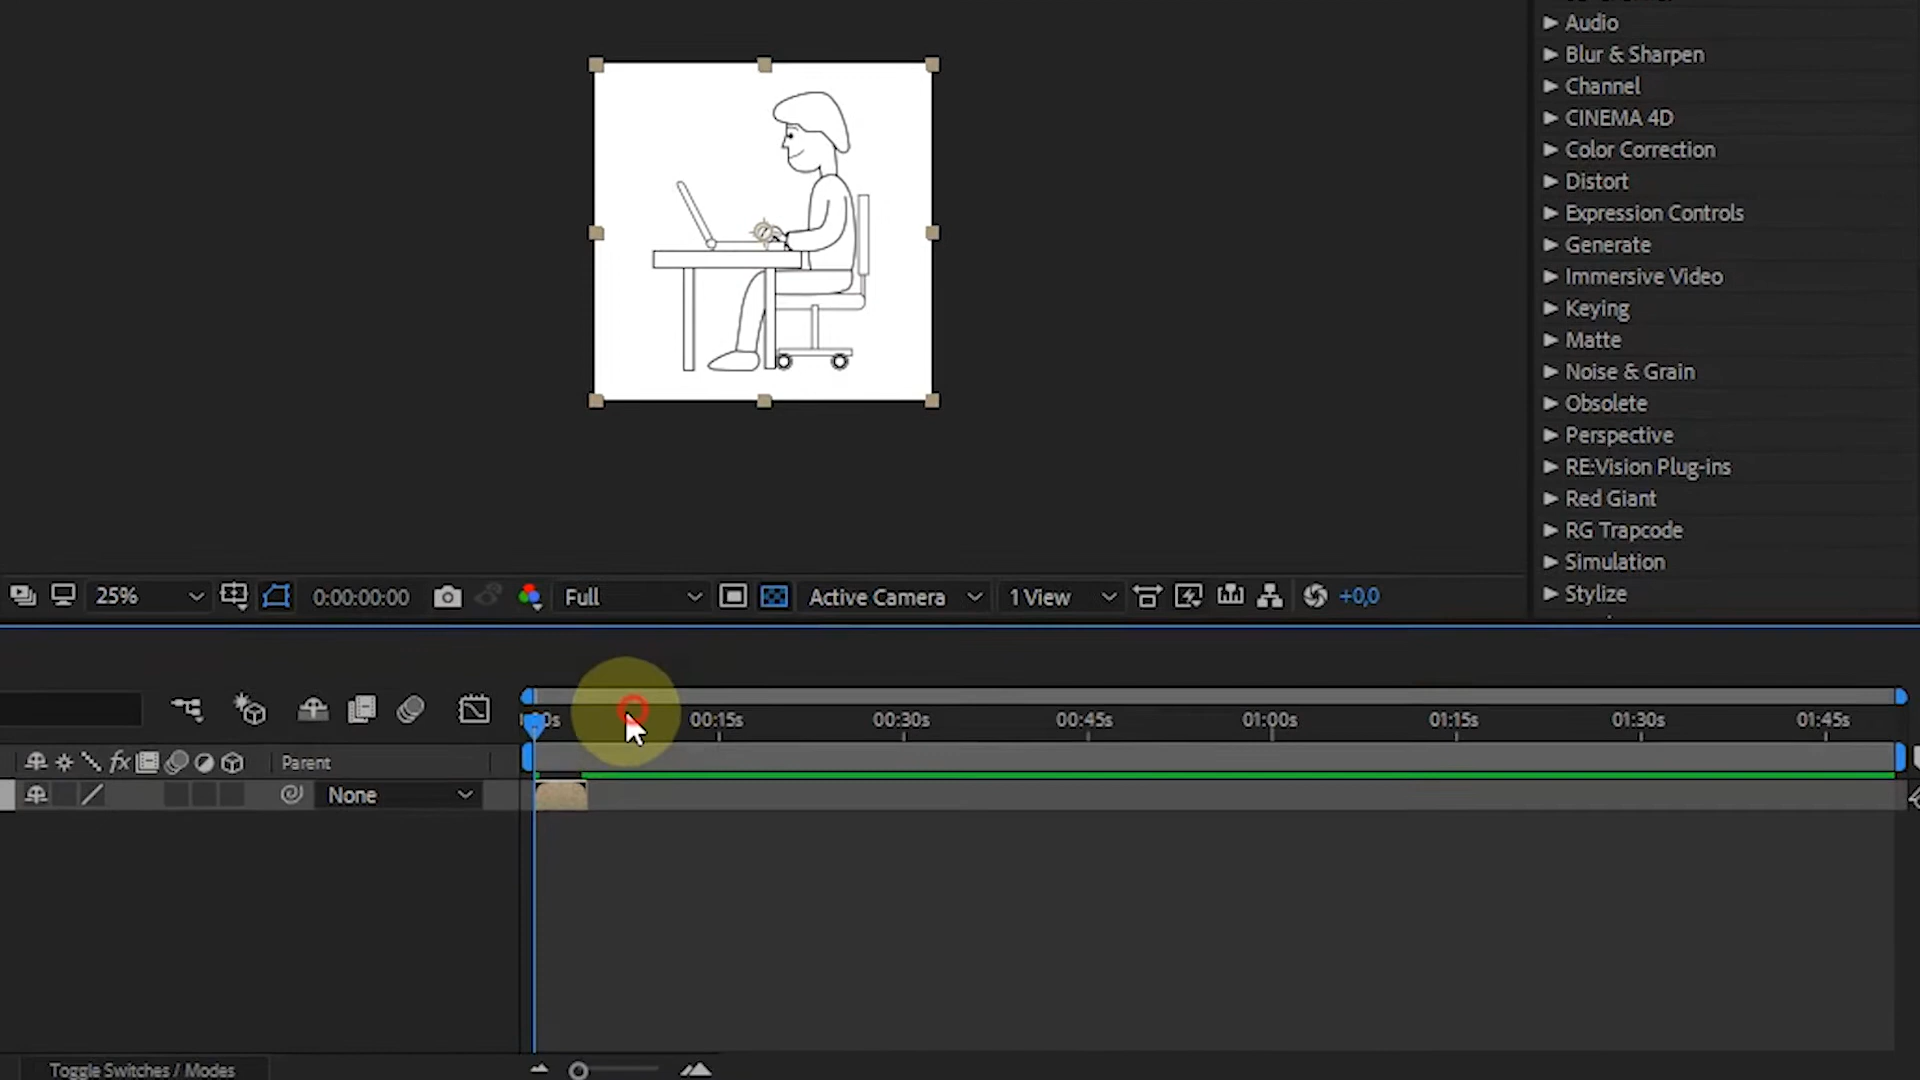 Audio
Blur & Sharpen
Channel
CINEMA 4D
Color Correction
Distort
Expression Controls
Generate
Immersive Video
Keying
Matte
Noise & Grain
Obsolete
Perspective
RE:Vision Plug-ins
Red Giant
RG Trapcode
Simulation
Stylize
25% 0:00:00:00 Full Active Camera 1 View +0,0
00:15s 00:30s 00:45s 01:00s 01:15s 01:30s 01:45s
fx Parent
None
Toggle Switches / Modes